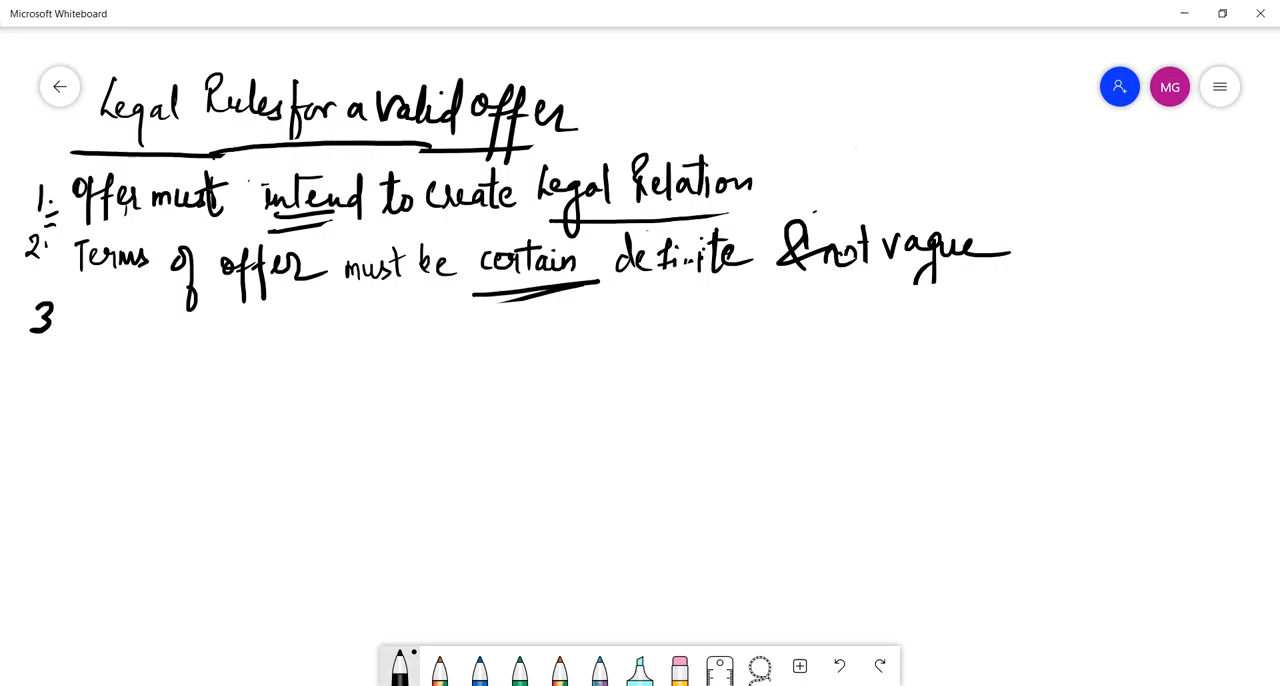 Microsoft Whiteboard
MG
Legal Rules for a valid offer
1. Offer must intend to create Legal Relation
2. Terms of offer must be certain definite & not vague
3